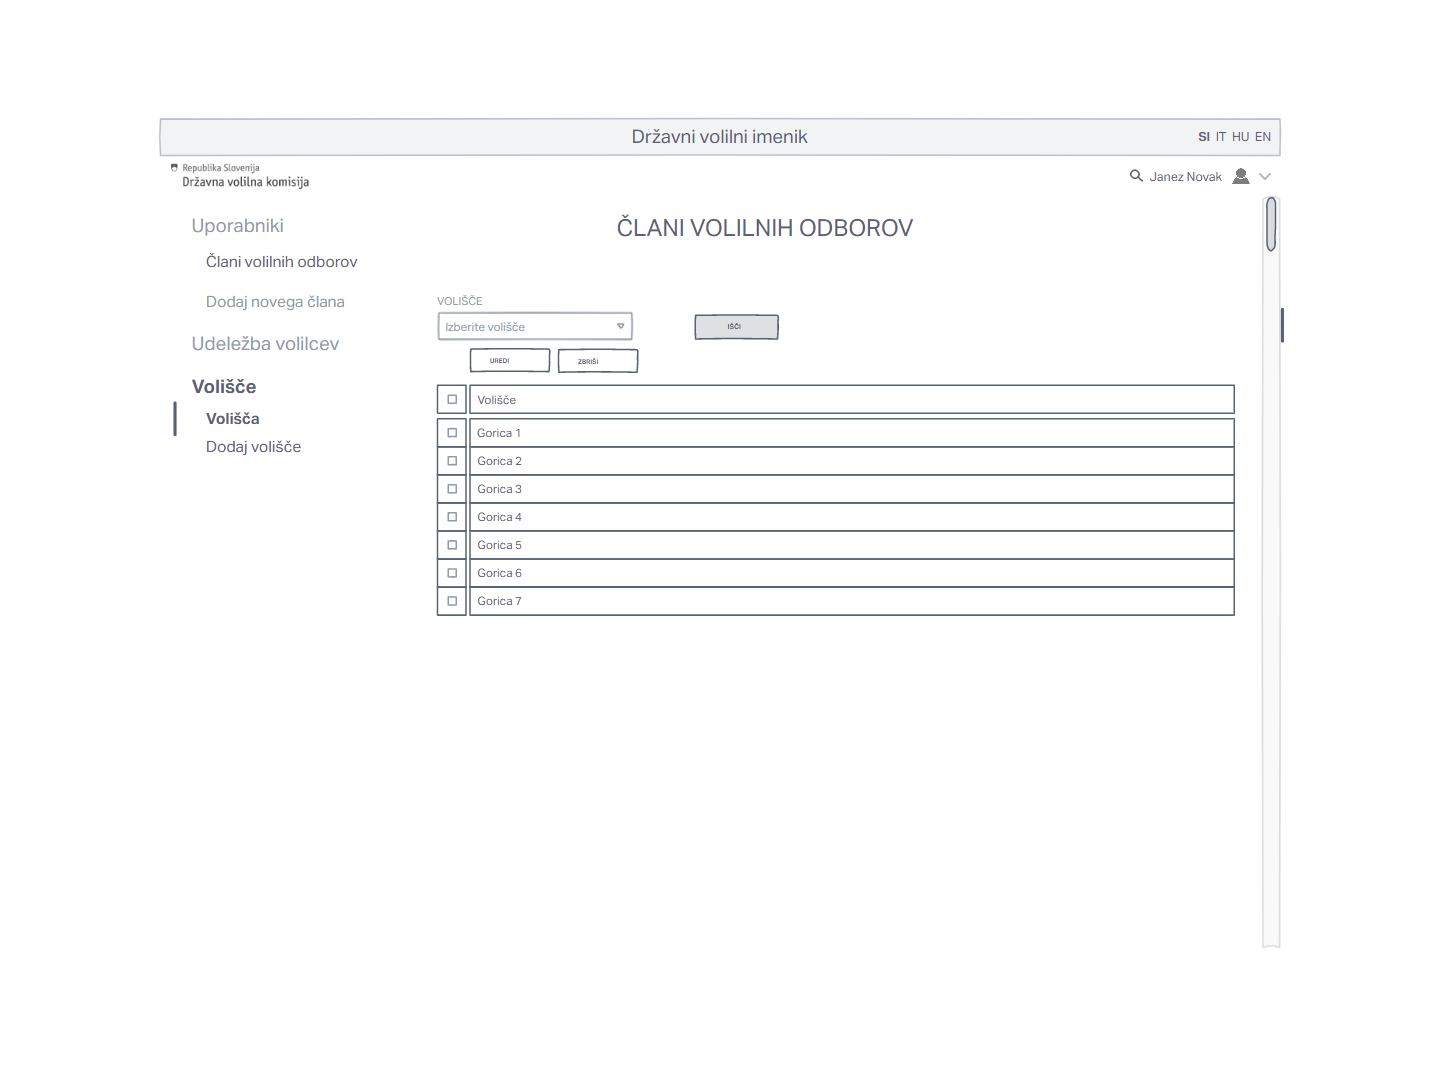 Državni volilni imenik
SI IT HU EN
Republika Slovenija
Državna volilna komisija
Janez Novak
Uporabniki
Člani volilnih odborov
Dodaj novega člana
Udeležba volilcev
Volišče
Volišča
Dodaj volišče
ČLANI VOLILNIH ODBOROV
VOLIŠČE
Izberite volišče
IŠČI
UREDI
ZBRIŠI
Volišče
Gorica 1
Gorica 2
Gorica 3
Gorica 4
Gorica 5
Gorica 6
Gorica 7